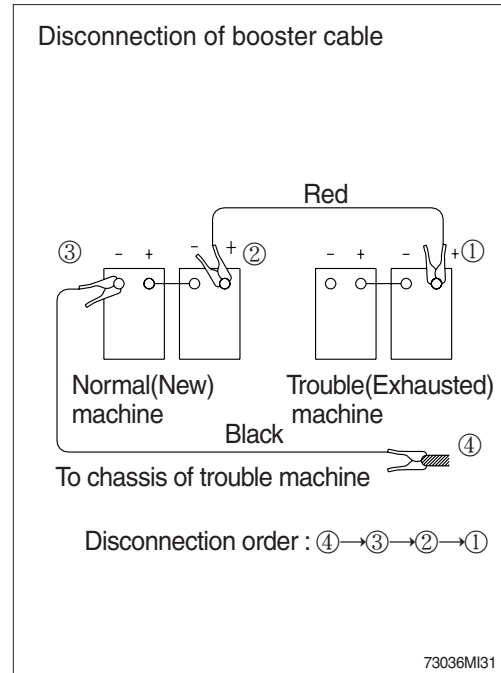 Disconnection of booster cable
Red
③ - + - + ② - + - + ①
Normal(New)
machine
Trouble(Exhausted)
machine
Black
④
To chassis of trouble machine
Disconnection order : ④→③→②→①
73036MI31